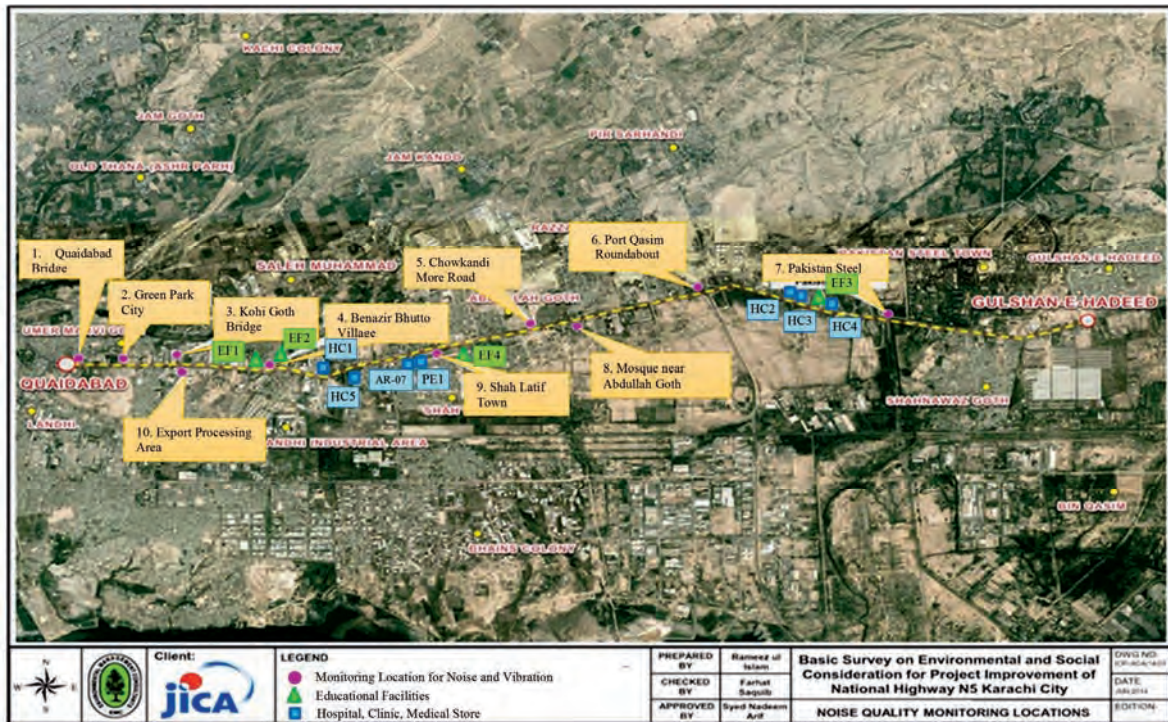 KACHI COLONY
JAM GOTH
PIR SARHANDI
OLD THANA (ASHR PARH)
JAM KANDO
1. Quaidabad
Bridge
2. Green Park
City
SALEH MUHAMMAD
5. Chowkandi
More Road
6. Port Qasim
Roundabout
PAKISTAN STEEL TOWN
7. Pakistan Steel
GULSHAN-E-HADEED
3. Kohi Goth
Bridge
4. Benazir Bhutto
Village
EF3
GULSHAN-E-HADEED
EF1
EF2
HC1
HC2
HC3
HC4
QUAIDABAD
AR-07
PE1
EF4
8. Mosque near
Abdullah Goth
HC5
9. Shah Latif
Town
SHAH
SHAHNAWAZ GOTH
LANDHI
10. Export Processing
Area
INDUSTRIAL AREA
BIN QASIM
BHAINS COLONY
N
W E
S
Client:
jICA
LEGEND
Monitoring Location for Noise and Vibration
Educational Facilities
Hospital, Clinic, Medical Store
PREPARED
BY
Rameez ul
Islam
CHECKED
BY
Farhat
Saquib
APPROVED
BY
Syed Nadeem
Arif
Basic Survey on Environmental and Social
Consideration for Project Improvement of
National Highway N5 Karachi City
NOISE QUALITY MONITORING LOCATIONS
DWG NO:
DATE
EDITION: